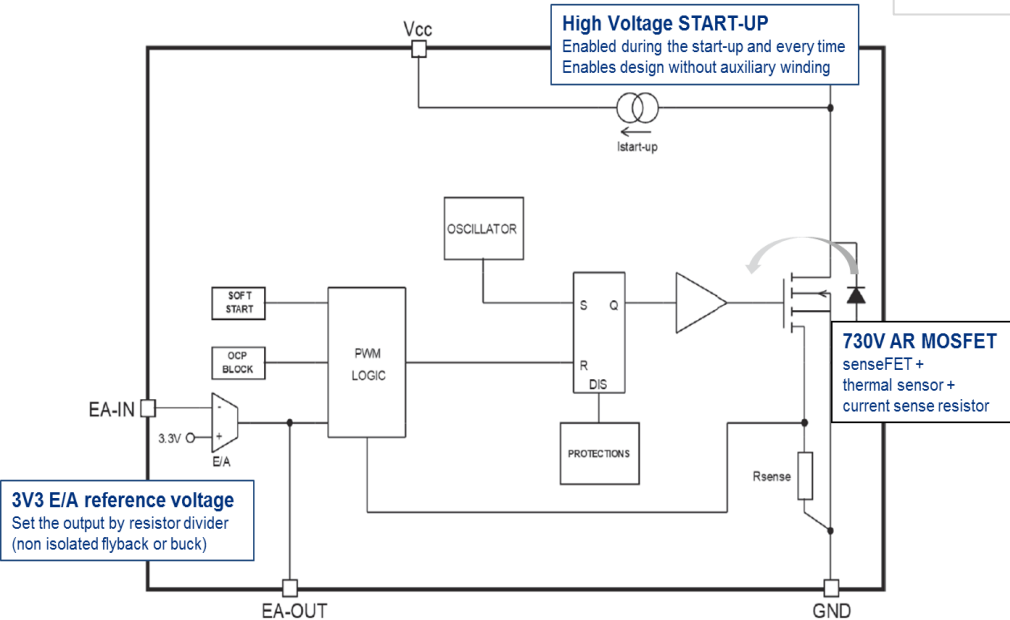 Vcc
High Voltage START-UP
Enabled during the start-up and every time
Enables design without auxiliary winding
Istart-up
OSCILLATOR
SOFT
START
OCP
BLOCK
PWM
LOGIC
S Q
R
DIS
730V AR MOSFET
senseFET +
thermal sensor +
current sense resistor
EA-IN
-
3.3V
+
E/A
PROTECTIONS
Rsense
3V3 E/A reference voltage
Set the output by resistor divider
(non isolated flyback or buck)
EA-OUT
GND